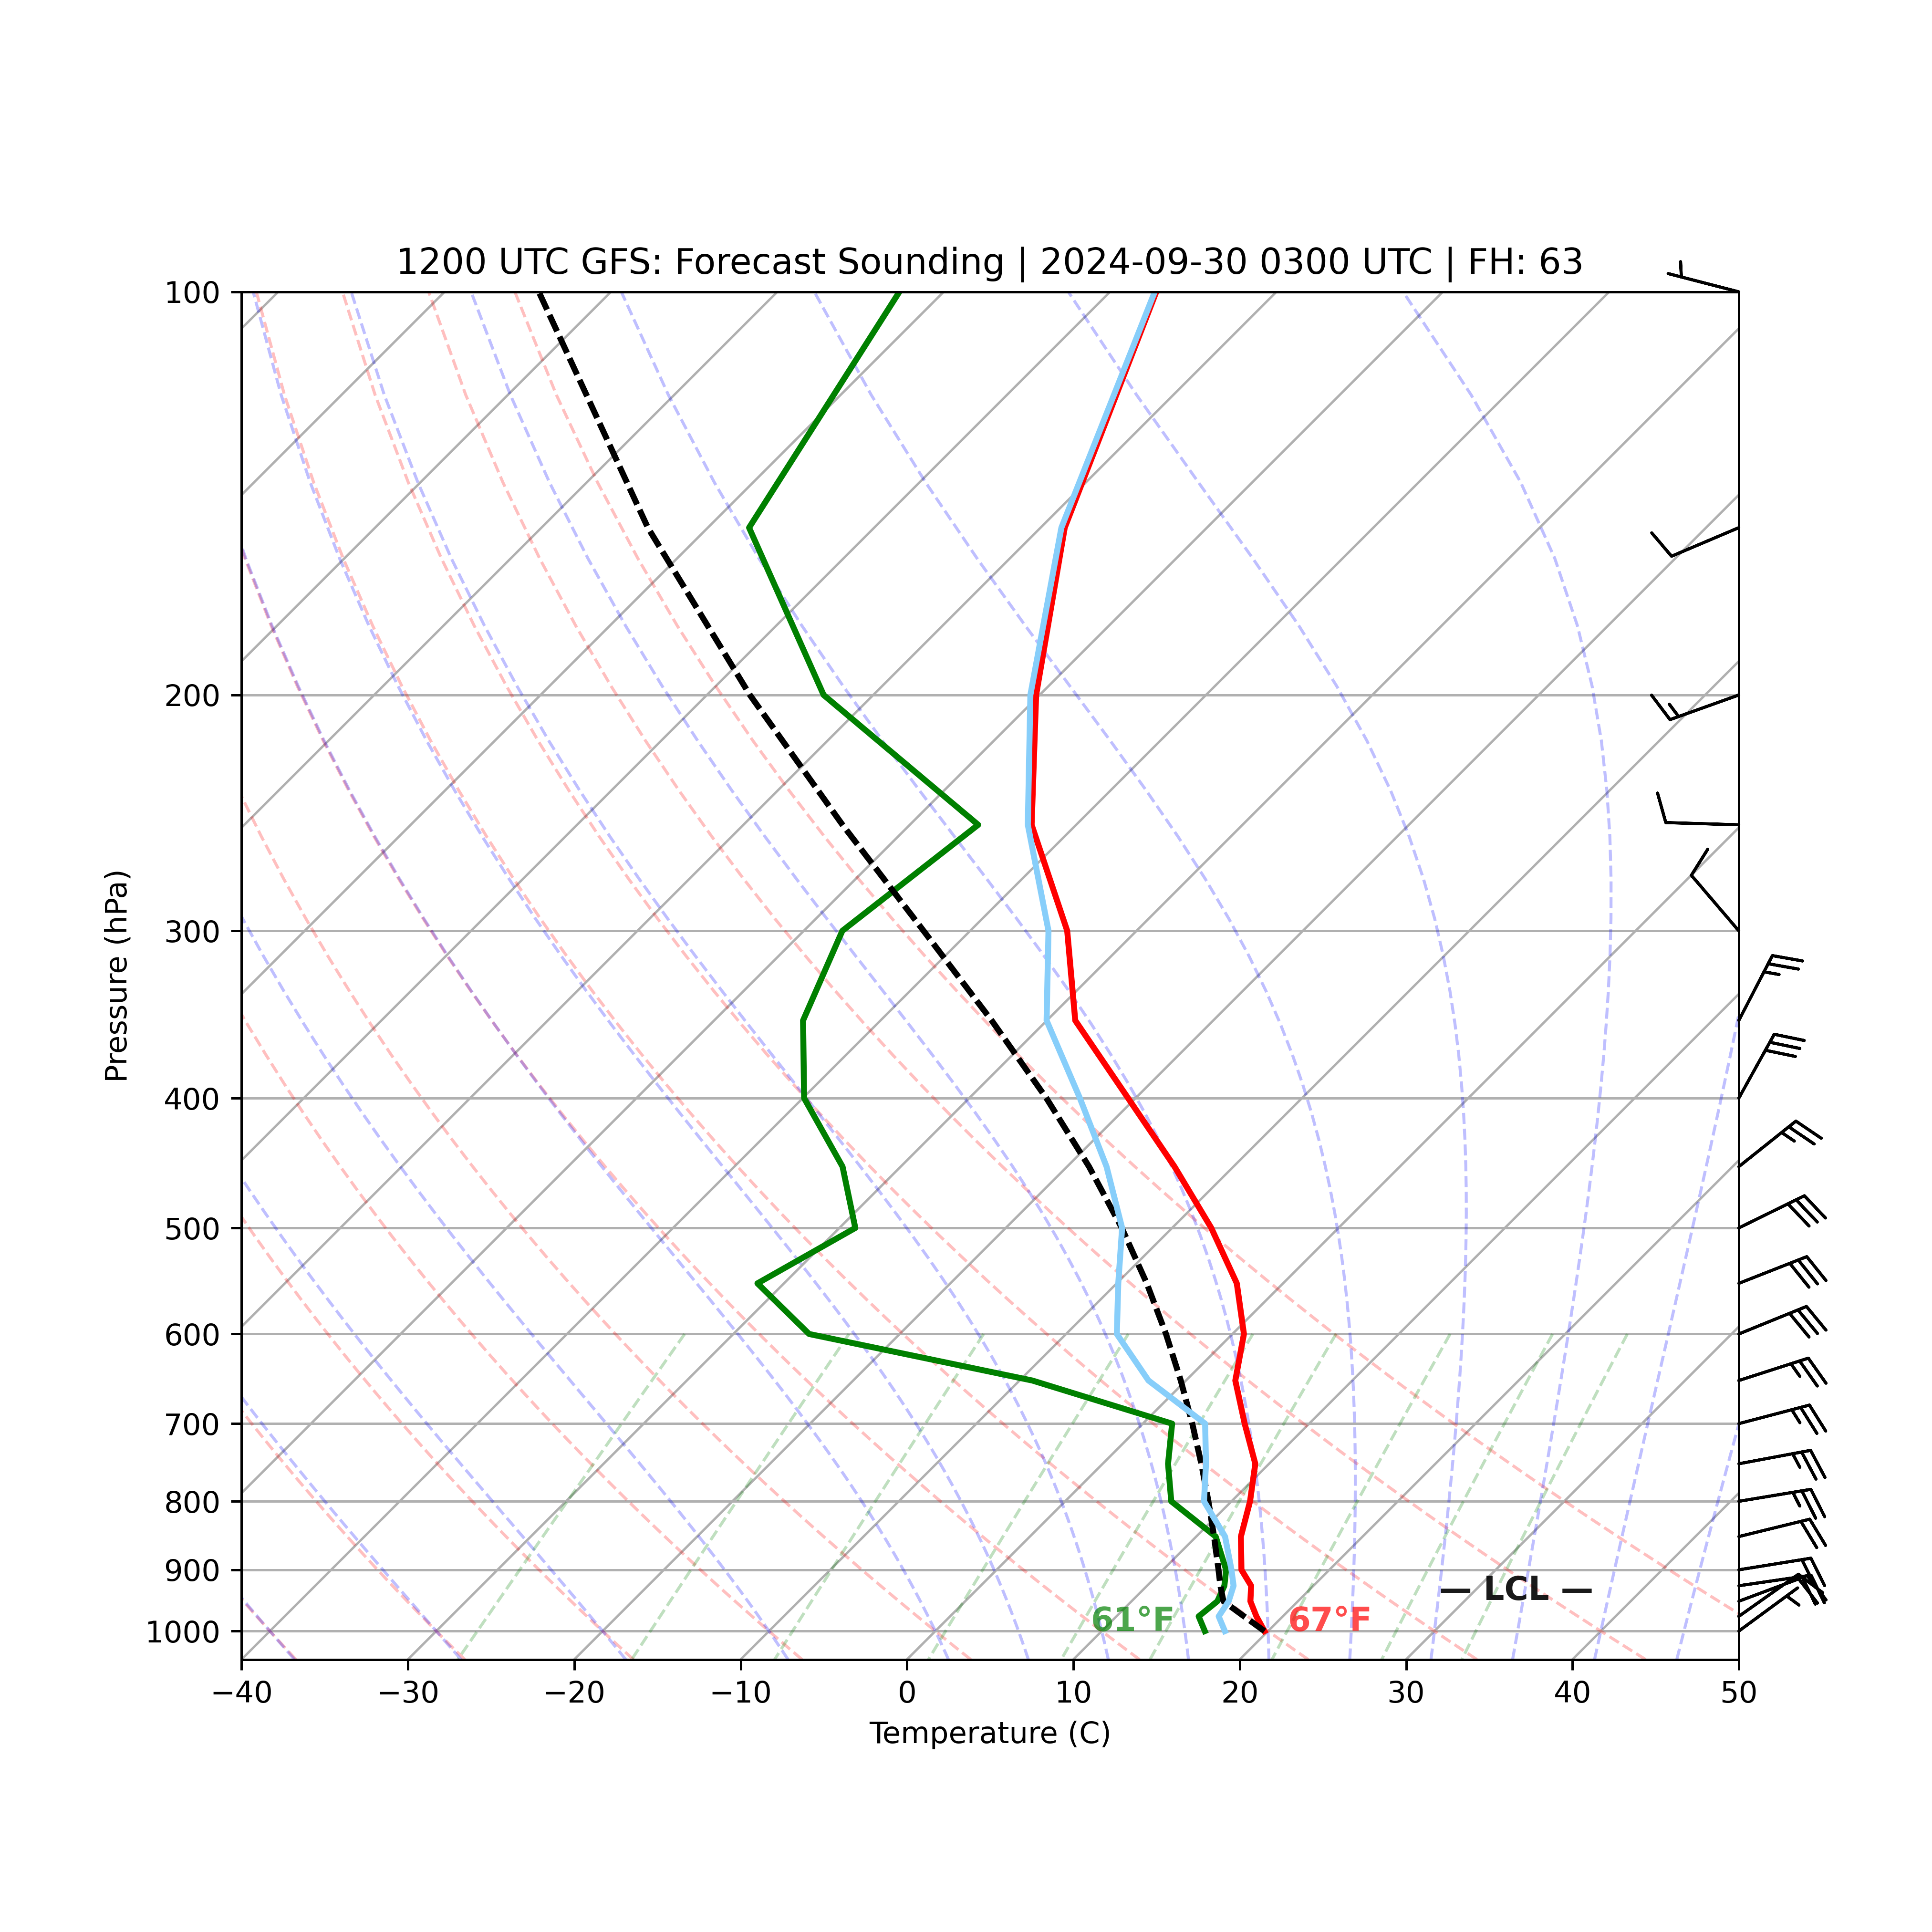 1200 UTC GFS: Forecast Sounding | 2024-09-30 0300 UTC | FH: 63
100
200
300
400
500
600
700
800
900
1000
Pressure (hPa)
— LCL —
61°F
67°F
−40 −30 −20 −10 0 10 20 30 40 50
Temperature (C)